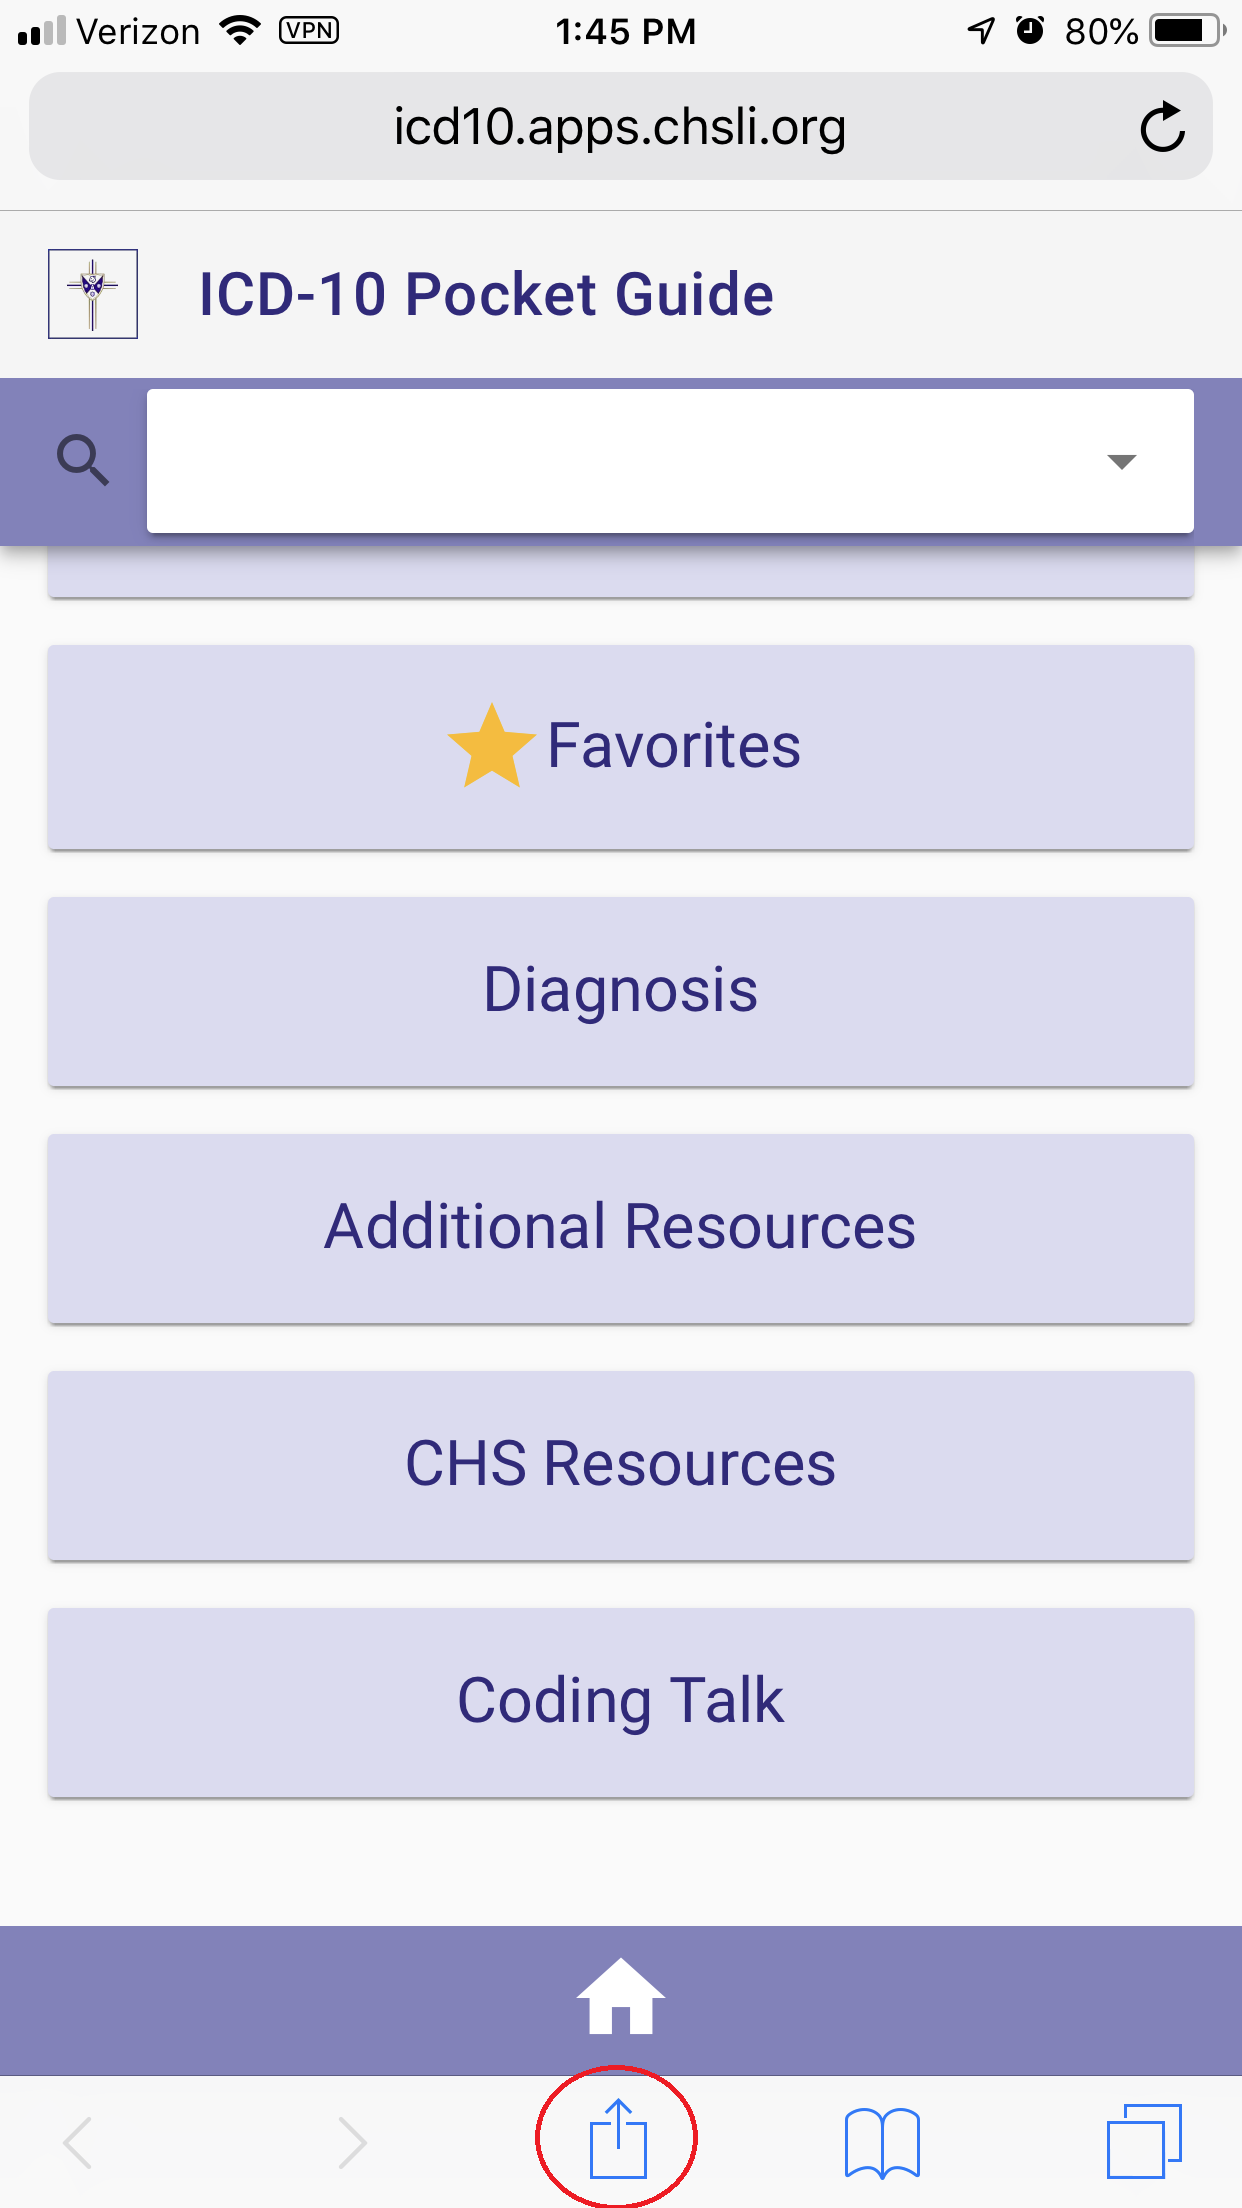 Verizon VPN 1:45 PM 80%
icd10.apps.chsli.org
ICD-10 Pocket Guide
Favorites
Diagnosis
Additional Resources
CHS Resources
Coding Talk